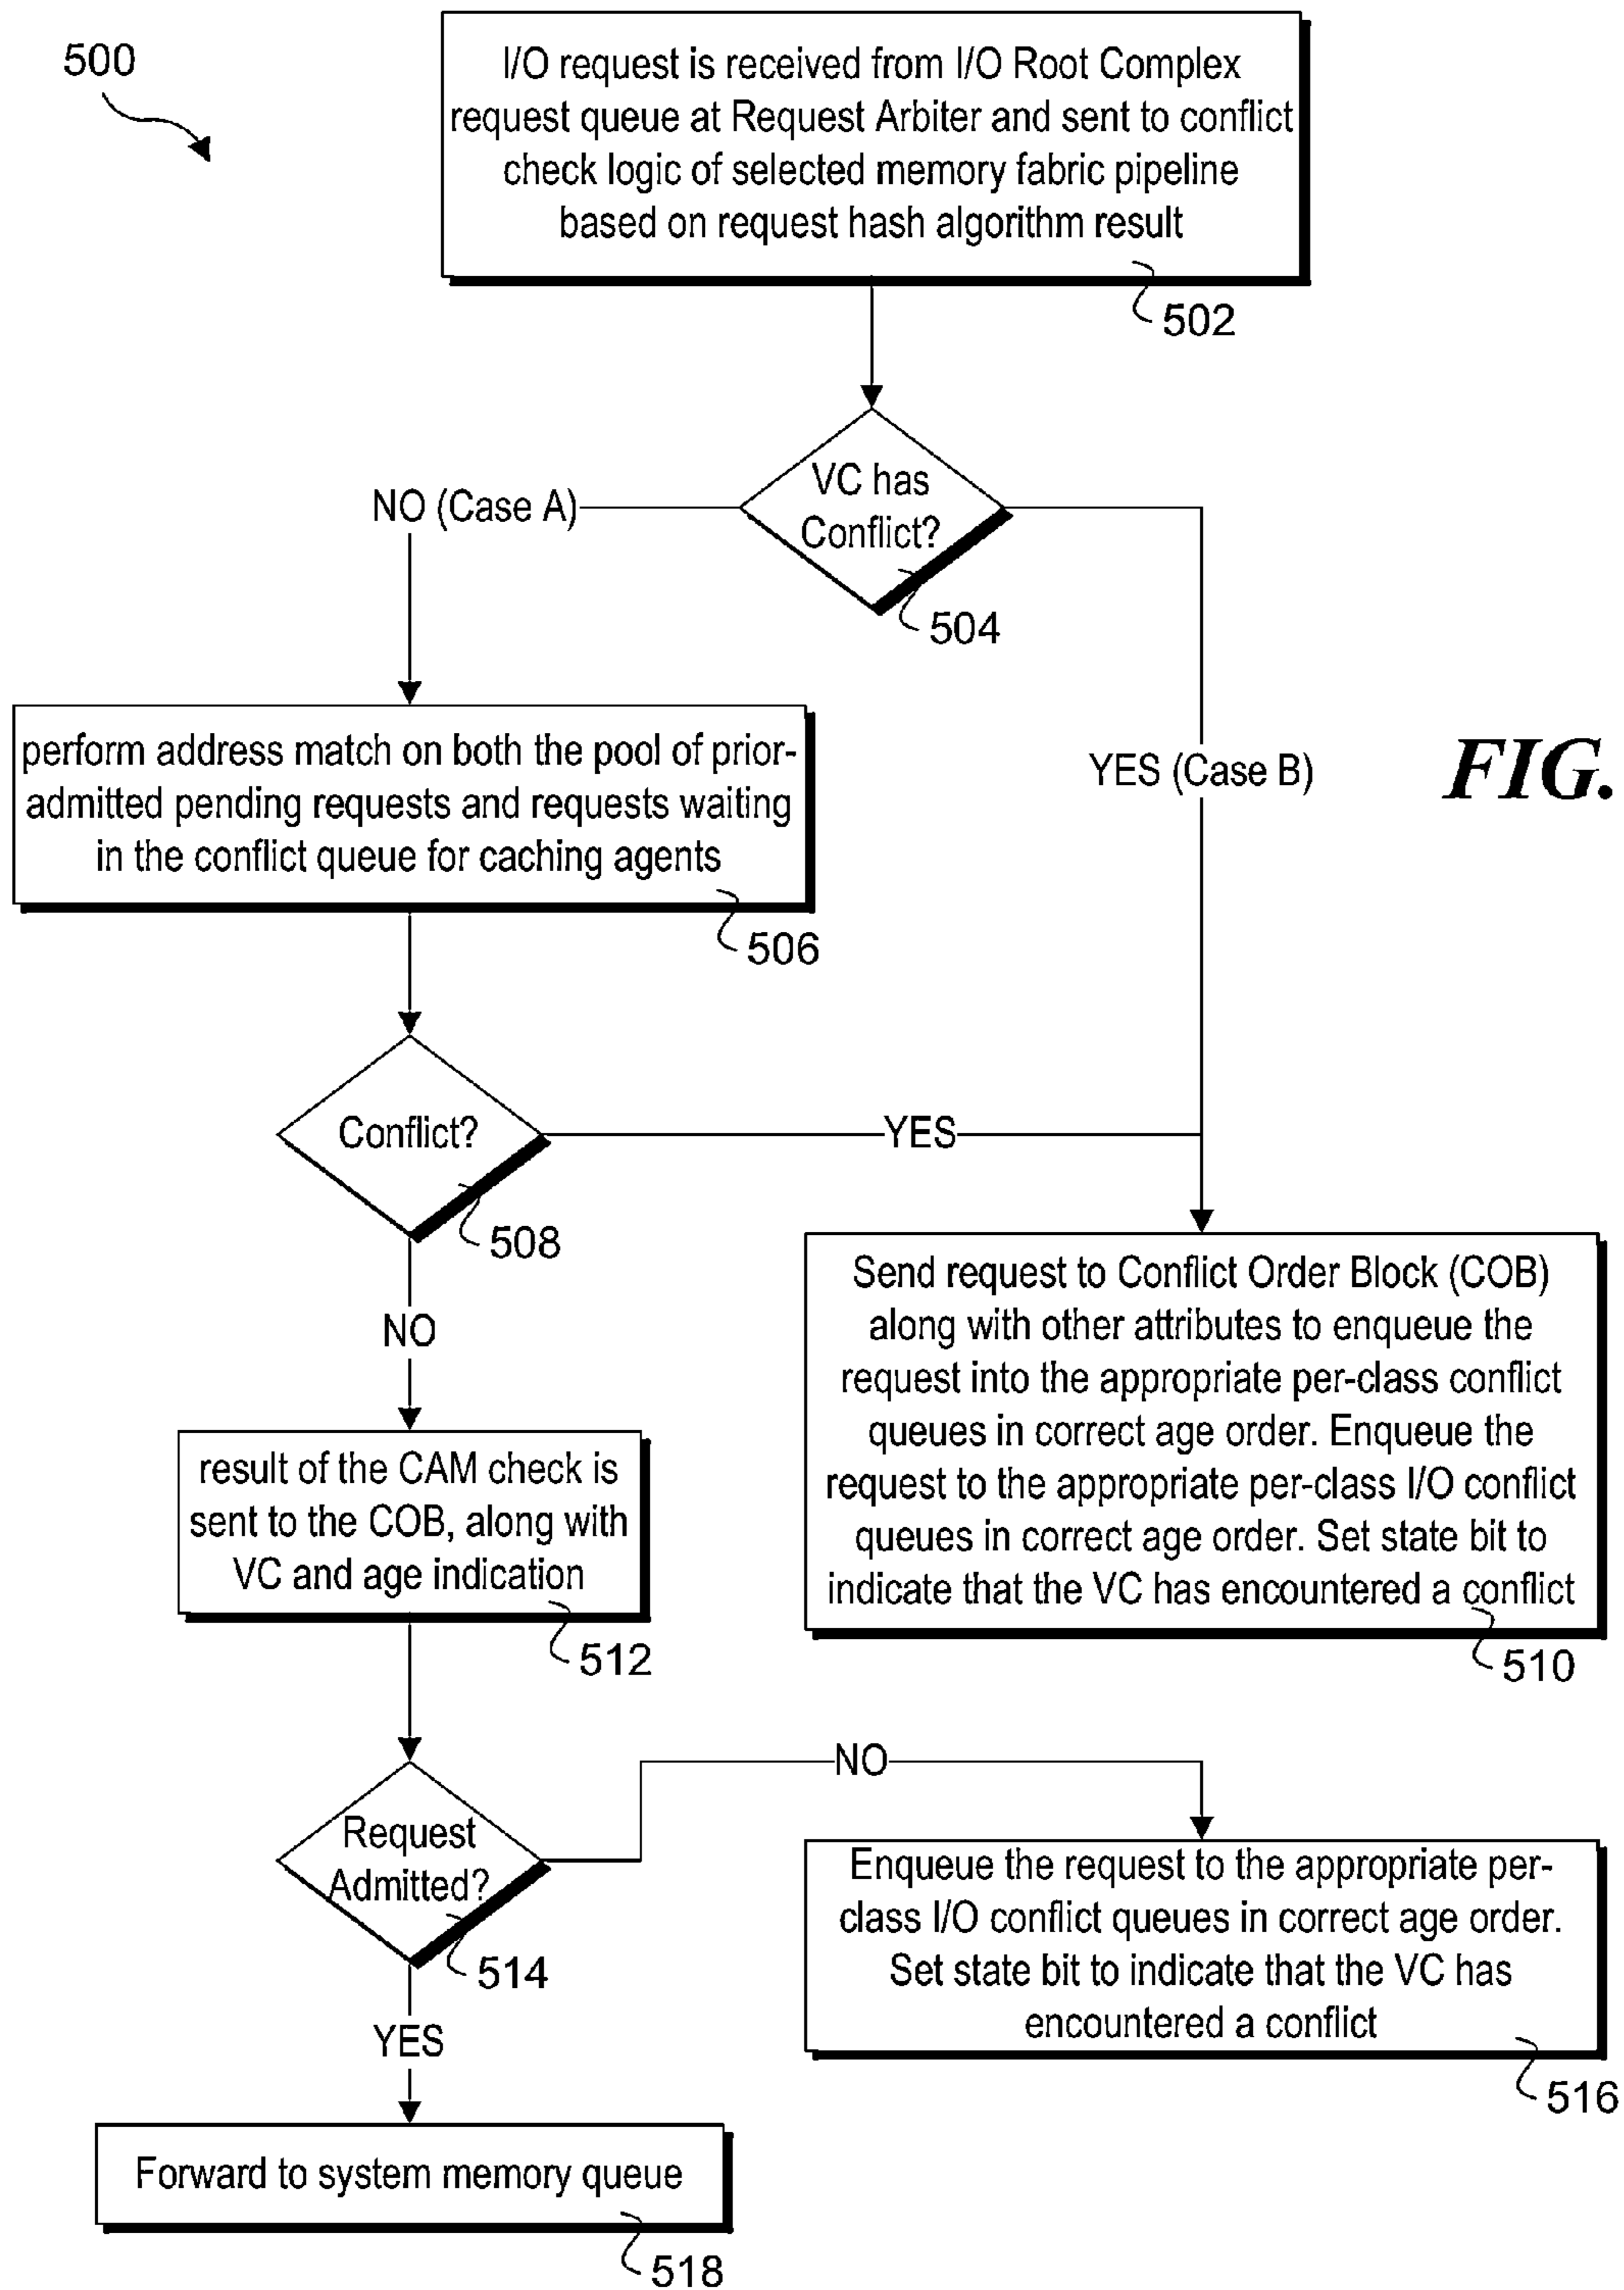 500
I/O request is received from I/O Root Complex
request queue at Request Arbiter and sent to conflict
check logic of selected memory fabric pipeline
based on request hash algorithm result
502
VC has
Conflict?
504
NO (Case A)
YES (Case B)
FIG.
perform address match on both the pool of prior-
admitted pending requests and requests waiting
in the conflict queue for caching agents
506
Conflict?
508
YES
NO
Send request to Conflict Order Block (COB)
along with other attributes to enqueue the
request into the appropriate per-class conflict
queues in correct age order. Enqueue the
request to the appropriate per-class I/O conflict
queues in correct age order. Set state bit to
indicate that the VC has encountered a conflict
510
result of the CAM check is
sent to the COB, along with
VC and age indication
512
Request
Admitted?
514
NO
Enqueue the request to the appropriate per-
class I/O conflict queues in correct age order.
Set state bit to indicate that the VC has
encountered a conflict
516
YES
Forward to system memory queue
518